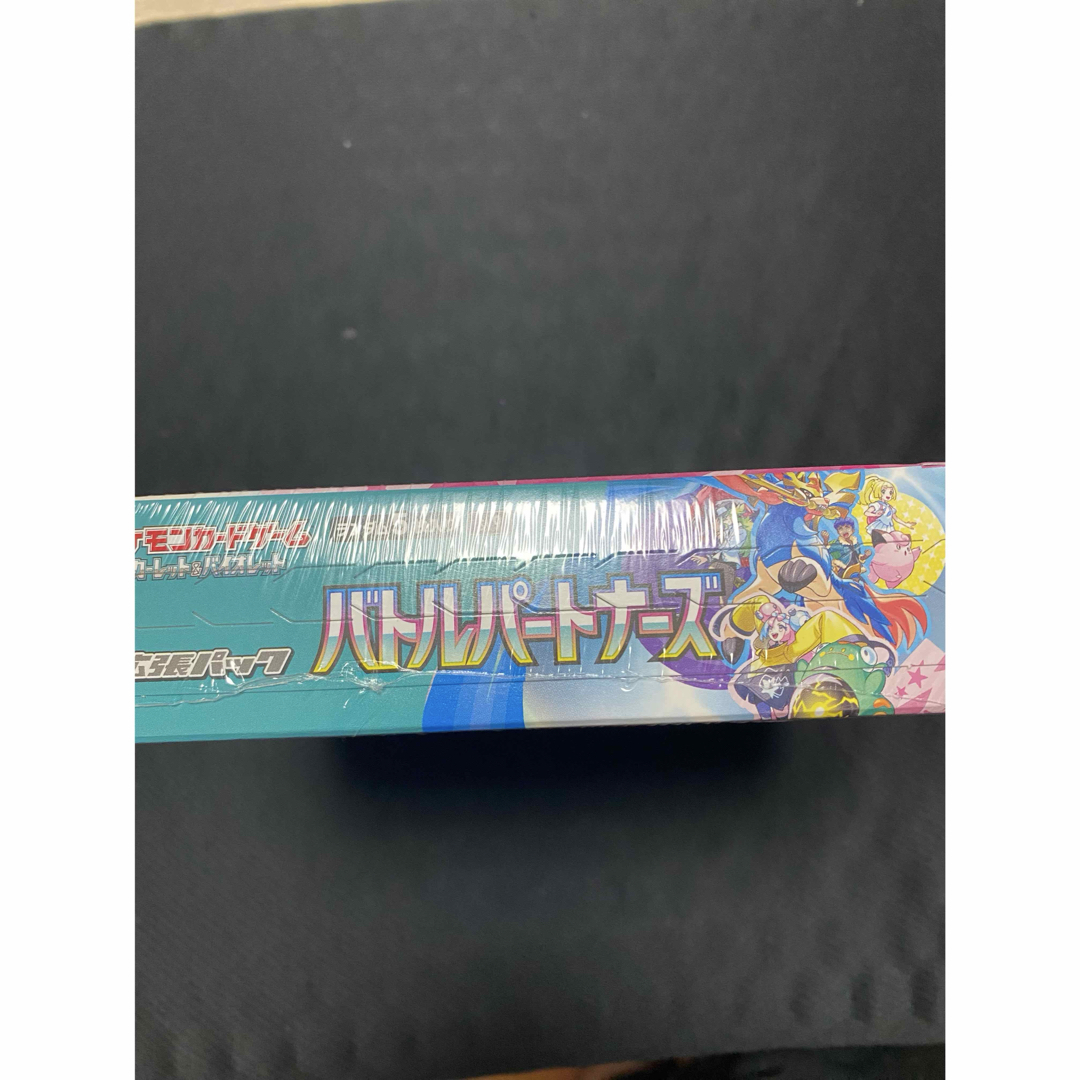 モンカードゲーム
カーレット&バイオレット
拡張パック
バトルパートナーズ